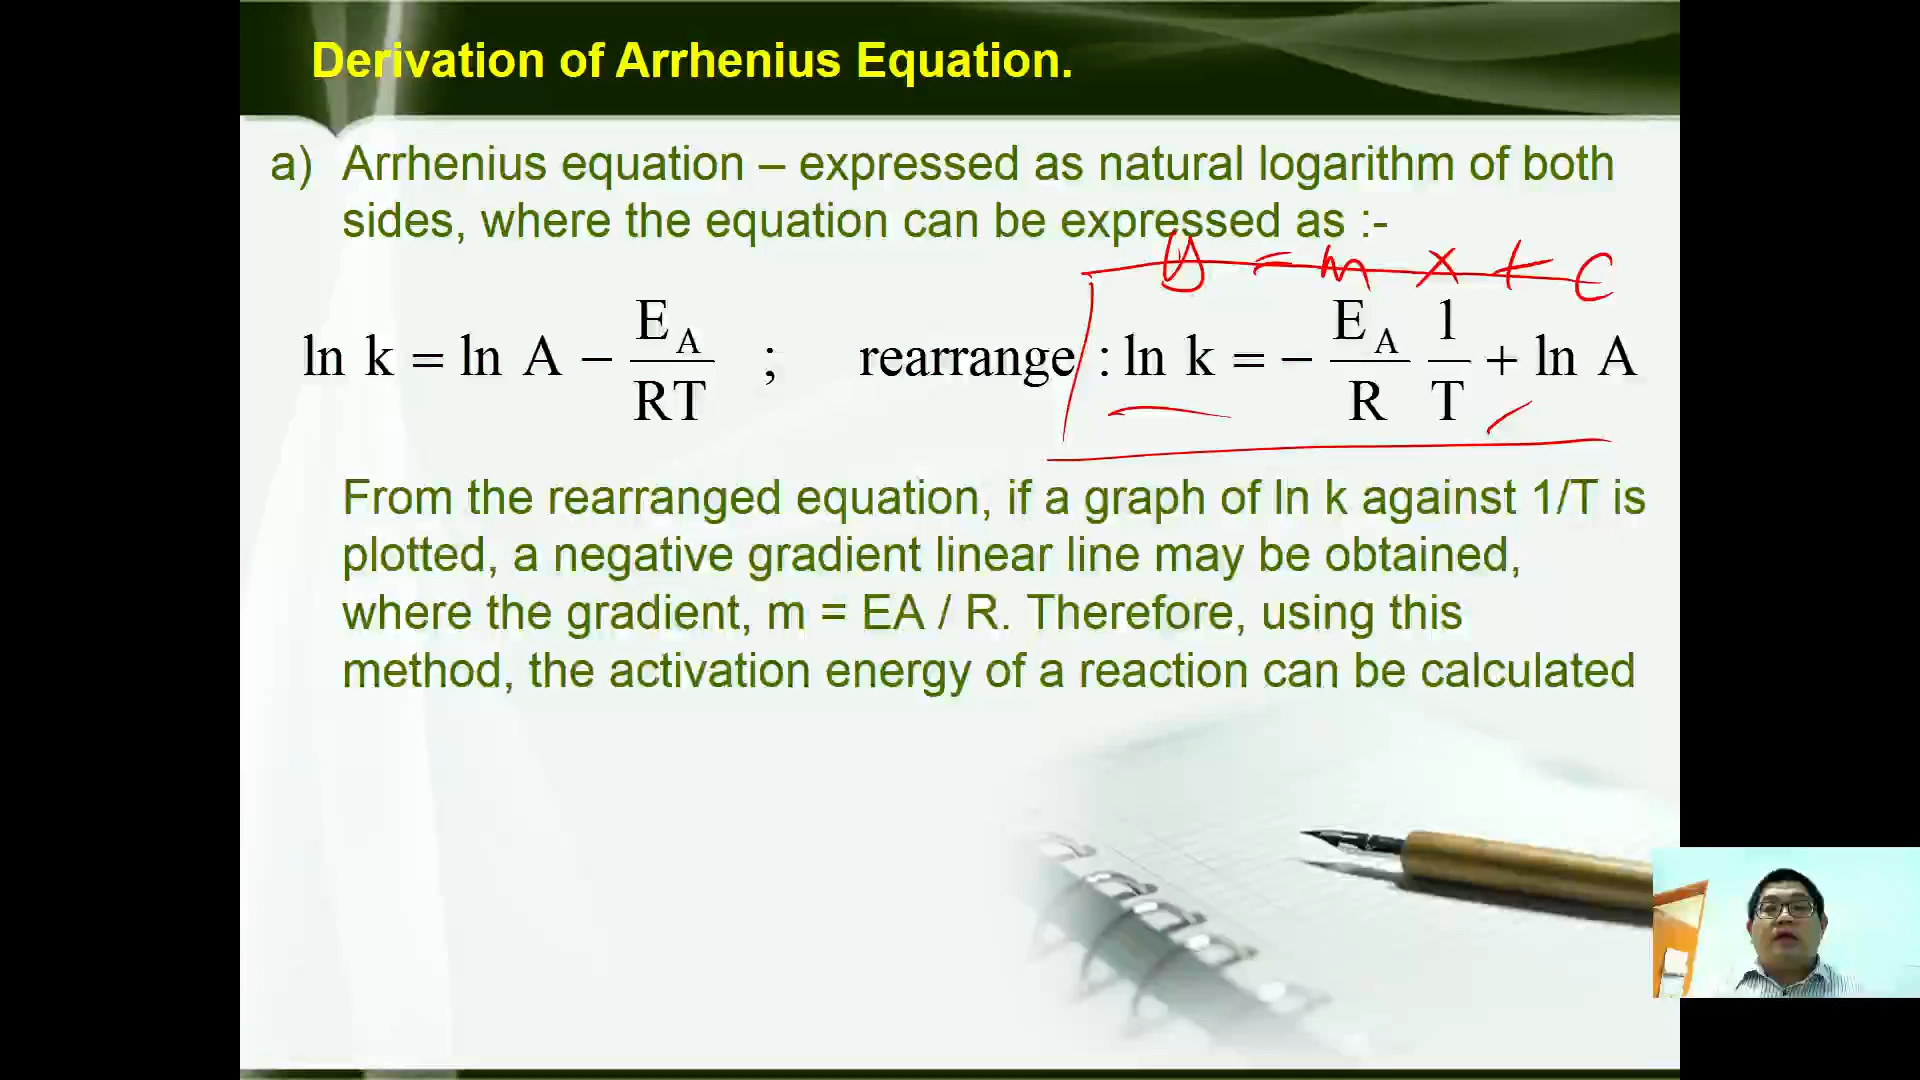 Derivation of Arrhenius Equation.
a) Arrhenius equation – expressed as natural logarithm of both
sides, where the equation can be expressed as :-
y = m x + c
ln k = ln A − E_A/RT ; rearrange : ln k = − E_A/R 1/T + ln A
From the rearranged equation, if a graph of ln k against 1/T is
plotted, a negative gradient linear line may be obtained,
where the gradient, m = EA / R. Therefore, using this
method, the activation energy of a reaction can be calculated